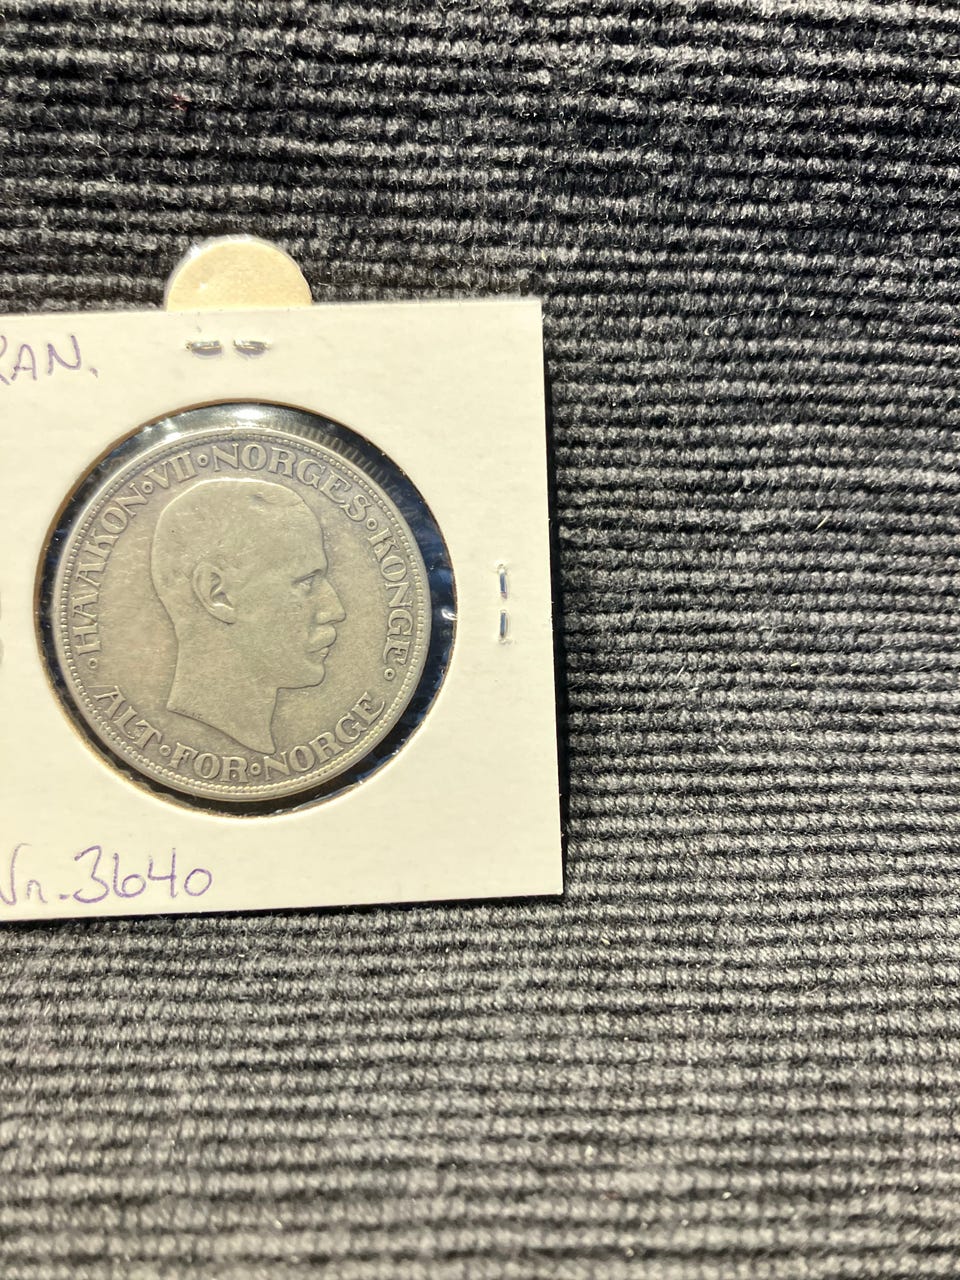 RAN.
HAAKON·VII·NORGES·KONGE·
ALT·FOR·NORGE
Nr.3640